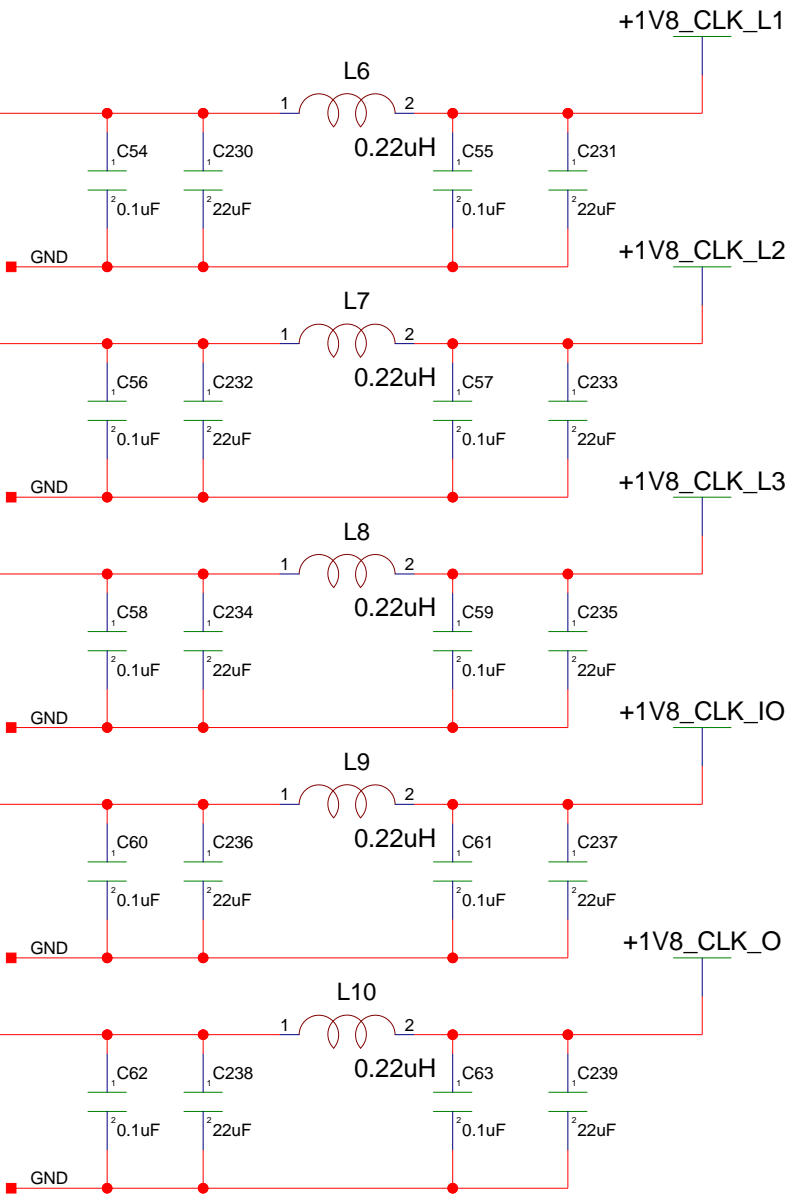 +1V8_CLK_L1
L6
1 2
0.22uH
1 C54 1 C230 1 C55 1 C231
2 0.1uF 2 22uF 2 0.1uF 2 22uF
GND
+1V8_CLK_L2
L7
1 2
0.22uH
1 C56 1 C232 1 C57 1 C233
2 0.1uF 2 22uF 2 0.1uF 2 22uF
GND
+1V8_CLK_L3
L8
1 2
0.22uH
1 C58 1 C234 1 C59 1 C235
2 0.1uF 2 22uF 2 0.1uF 2 22uF
GND
+1V8_CLK_IO
L9
1 2
0.22uH
1 C60 1 C236 1 C61 1 C237
2 0.1uF 2 22uF 2 0.1uF 2 22uF
GND
+1V8_CLK_O
L10
1 2
0.22uH
1 C62 1 C238 1 C63 1 C239
2 0.1uF 2 22uF 2 0.1uF 2 22uF
GND